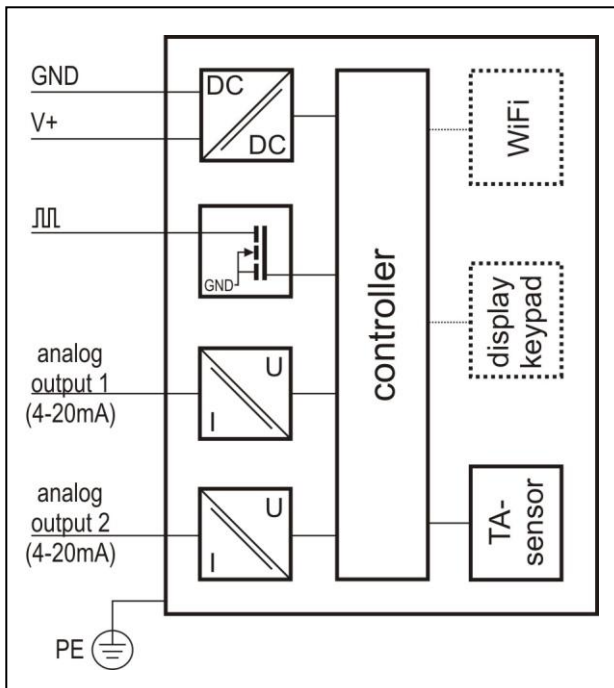 GND
V+
DC
DC
GND
analog
output 1
(4-20mA)
U
I
analog
output 2
(4-20mA)
U
I
PE
controller
WiFi
display
keypad
TA-
sensor